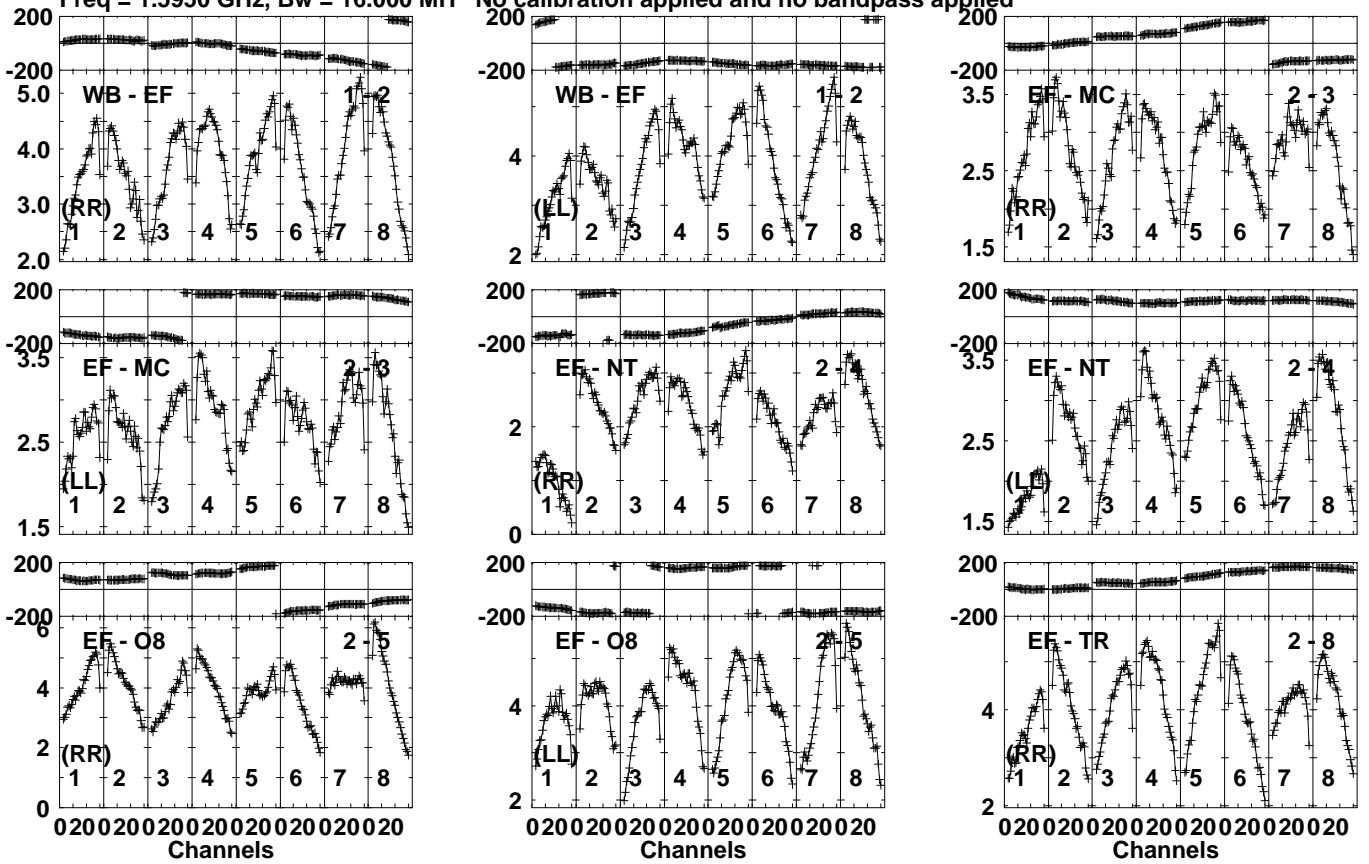 Freq = 1.5950 GHz, Bw = 16.000 MH No calibration applied and no bandpass applied
200 200 200
-200 -200 -200
WB - EF 1 - 2 WB - EF 1 - 2 EF - MC 2 - 3
5.0 3.5
4.0 4
3.0 2.5
(RR) (LL) (RR)
1 2 3 4 5 6 7 8 1 2 3 4 5 6 7 8 1 2 3 4 5 6 7 8
2.0 2 1.5
200 200 200
-200 -200 -200
3.5 3.5
EF - MC 2 - 3 EF - NT 2 - 4 EF - NT 2 - 4
2.5 2 2.5
(LL) (RR) (LL)
1 2 3 4 5 6 7 8 1 2 3 4 5 6 7 8 1 2 3 4 5 6 7 8
1.5 0 1.5
200 200 200
-200 -200 -200
6
EF - O8 2 - 5 EF - O8 2 - 5 EF - TR 2 - 8
4 4 4
2
(RR) (LL) (RR)
1 2 3 4 5 6 7 8 1 2 3 4 5 6 7 8 1 2 3 4 5 6 7 8
0 2 2
0 20 0 20 0 20 0 20 0 20 0 20 0 20 0 20 0 20 0 20 0 20 0 20 0 20 0 20 0 20 0 20 0 20 0 20 0 20 0 20 0 20 0 20 0 20 0 20
Channels Channels Channels